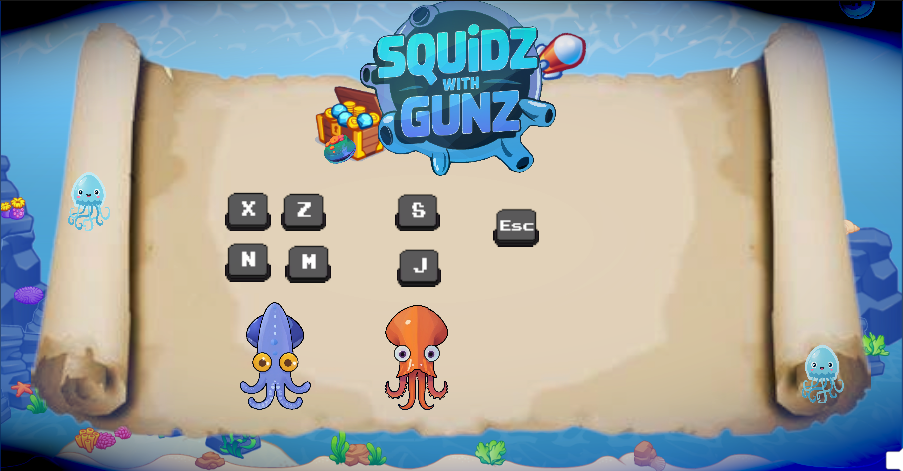 SQUiDZ
WITH
GUNZ
X Z S Esc
N M J